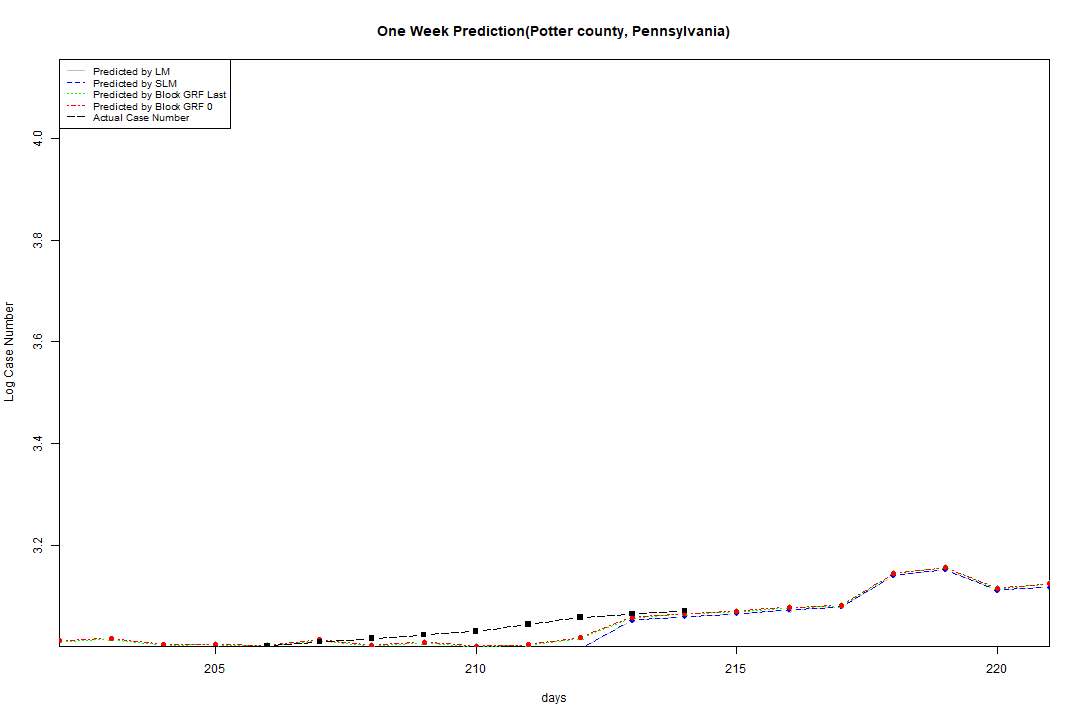 One Week Prediction(Potter county, Pennsylvania)
Predicted by LM
Predicted by SLM
Predicted by Block GRF Last
Predicted by Block GRF 0
Actual Case Number
4.0
3.8
3.6
3.4
3.2
Log Case Number
205 210 215 220
days